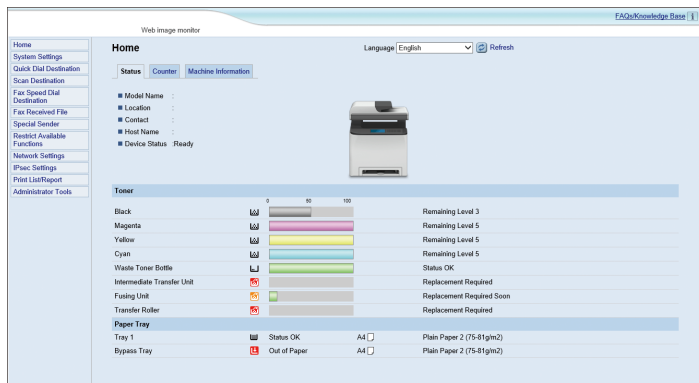 FAQs/Knowledge Base
Web image monitor
Home
System Settings
Quick Dial Destination
Scan Destination
Fax Speed Dial
Destination
Fax Received File
Special Sender
Restrict Available
Functions
Network Settings
IPsec Settings
Print List/Report
Administrator Tools
Home
Language English
Refresh
Status Counter Machine Information
Model Name :
Location :
Contact :
Host Name :
Device Status :Ready
Toner
0 50 100
Black Remaining Level 3
Magenta Remaining Level 5
Yellow Remaining Level 5
Cyan Remaining Level 5
Waste Toner Bottle Status OK
Intermediate Transfer Unit Replacement Required
Fusing Unit Replacement Required Soon
Transfer Roller Replacement Required
Paper Tray
Tray 1 Status OK A4 Plain Paper 2 (75-81g/m2)
Bypass Tray Out of Paper A4 Plain Paper 2 (75-81g/m2)